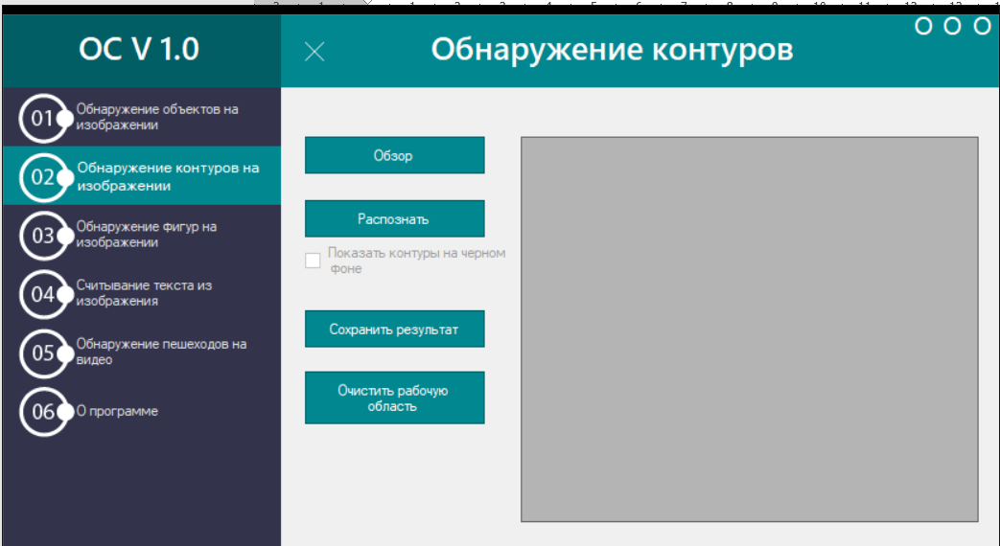 ОС V 1.0
Обнаружение контуров
01
Обнаружение объектов на
изображении
02
Обнаружение контуров на
изображении
03
Обнаружение фигур на
изображении
04
Считывание текста из
изображения
05
Обнаружение пешеходов на
видео
06
О программе
Обзор
Распознать
Показать контуры на черном
фоне
Сохранить результат
Очистить рабочую
область